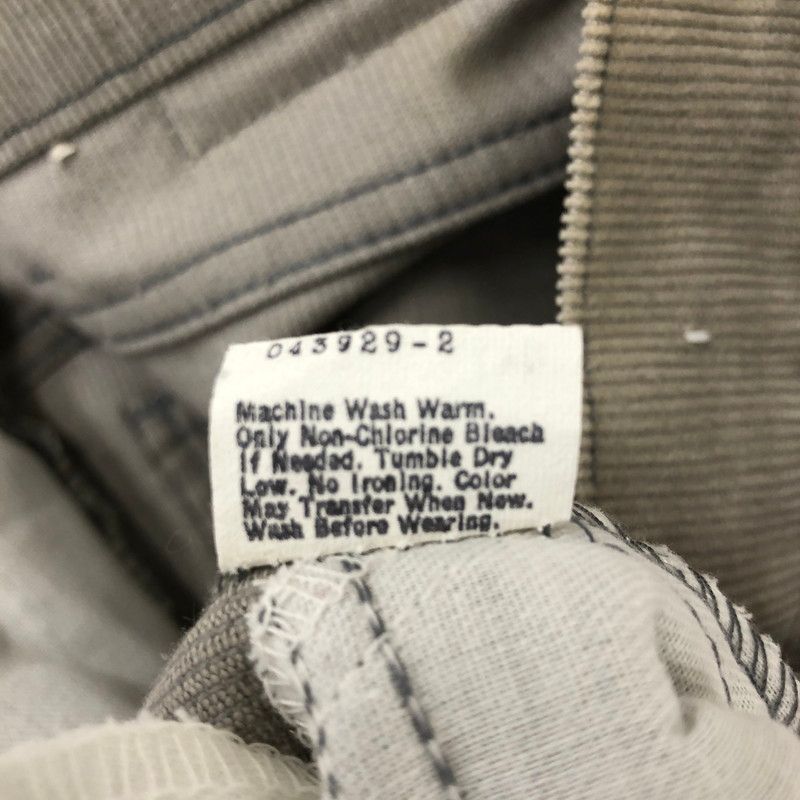 043929-2
Machine Wash Warm.
Only Non-Chlorine Bleach
If Needed. Tumble Dry
Low. No Ironing. Color
May Transfer When New.
Wash Before Wearing.